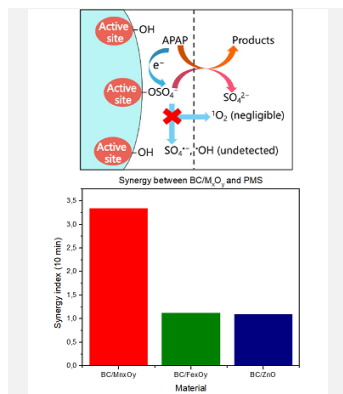 Active site
-OH
APAP
Products
e⁻
Active site
-OSO₄⁻
SO₄²⁻
¹O₂ (negligible)
Active site
-OH
SO₄•⁻, •OH (undetected)
Synergy between BC/MₓOᵧ and PMS
Synergy index (10 min)
3,5
3,0
2,5
2,0
1,5
1,0
0,5
0,0
BC/MnxOy
BC/FexOy
BC/ZnO
Material